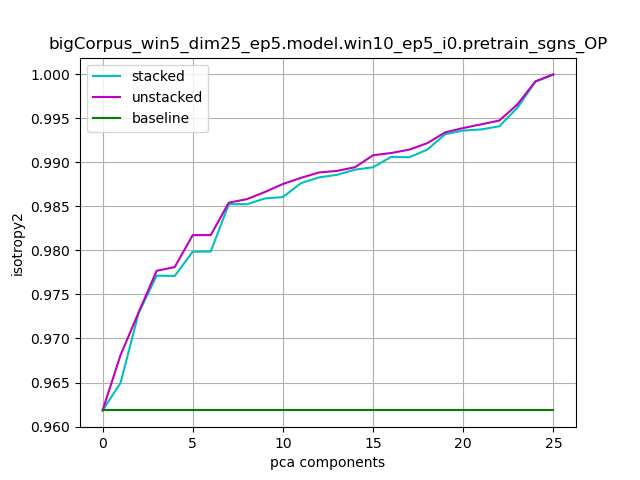 bigCorpus_win5_dim25_ep5.model.win10_ep5_i0.pretrain_sgns_OP
stacked
unstacked
baseline
1.000
0.995
0.990
0.985
0.980
0.975
0.970
0.965
0.960
isotropy2
0 5 10 15 20 25
pca components